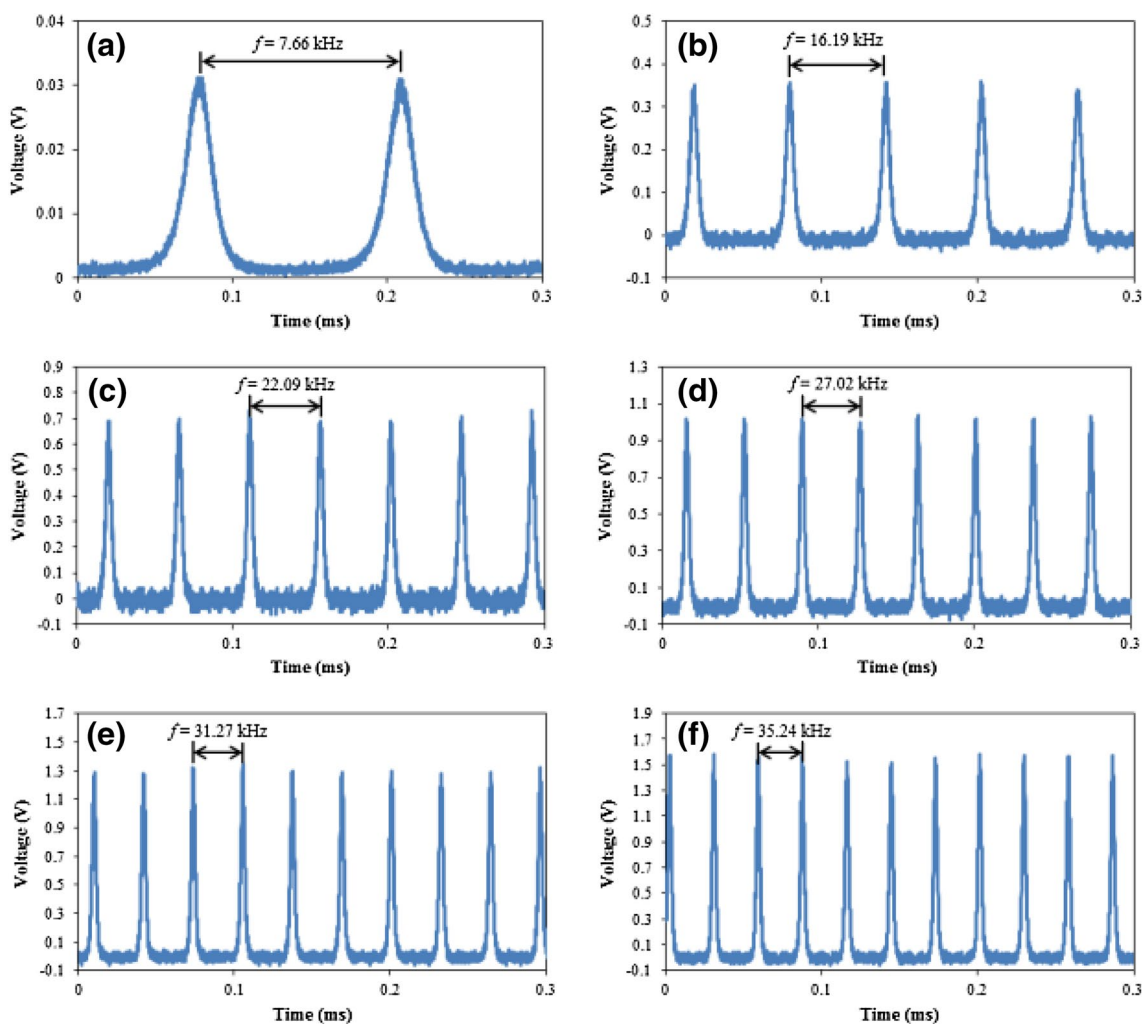 (a)
f = 7.66 kHz
0.04
0.03
0.02
0.01
0
Voltage (V)
0 0.1 0.2 0.3
Time (ms)
(b)
f = 16.19 kHz
0.5
0.4
0.3
0.2
0.1
0
-0.1
Voltage (V)
0 0.1 0.2 0.3
Time (ms)
(c)
f = 22.09 kHz
0.9
0.8
0.7
0.6
0.5
0.4
0.3
0.2
0.1
0
-0.1
Voltage (V)
0 0.1 0.2 0.3
Time (ms)
(d)
f = 27.02 kHz
1.3
1.1
0.9
0.7
0.5
0.3
0.1
-0.1
Voltage (V)
0 0.1 0.2 0.3
Time (ms)
(e)
f = 31.27 kHz
1.7
1.5
1.3
1.1
0.9
0.7
0.5
0.3
0.1
-0.1
Voltage (V)
0 0.1 0.2 0.3
Time (ms)
(f)
f = 35.24 kHz
1.9
1.7
1.5
1.3
1.1
0.9
0.7
0.5
0.3
0.1
-0.1
Voltage (V)
0 0.1 0.2 0.3
Time (ms)